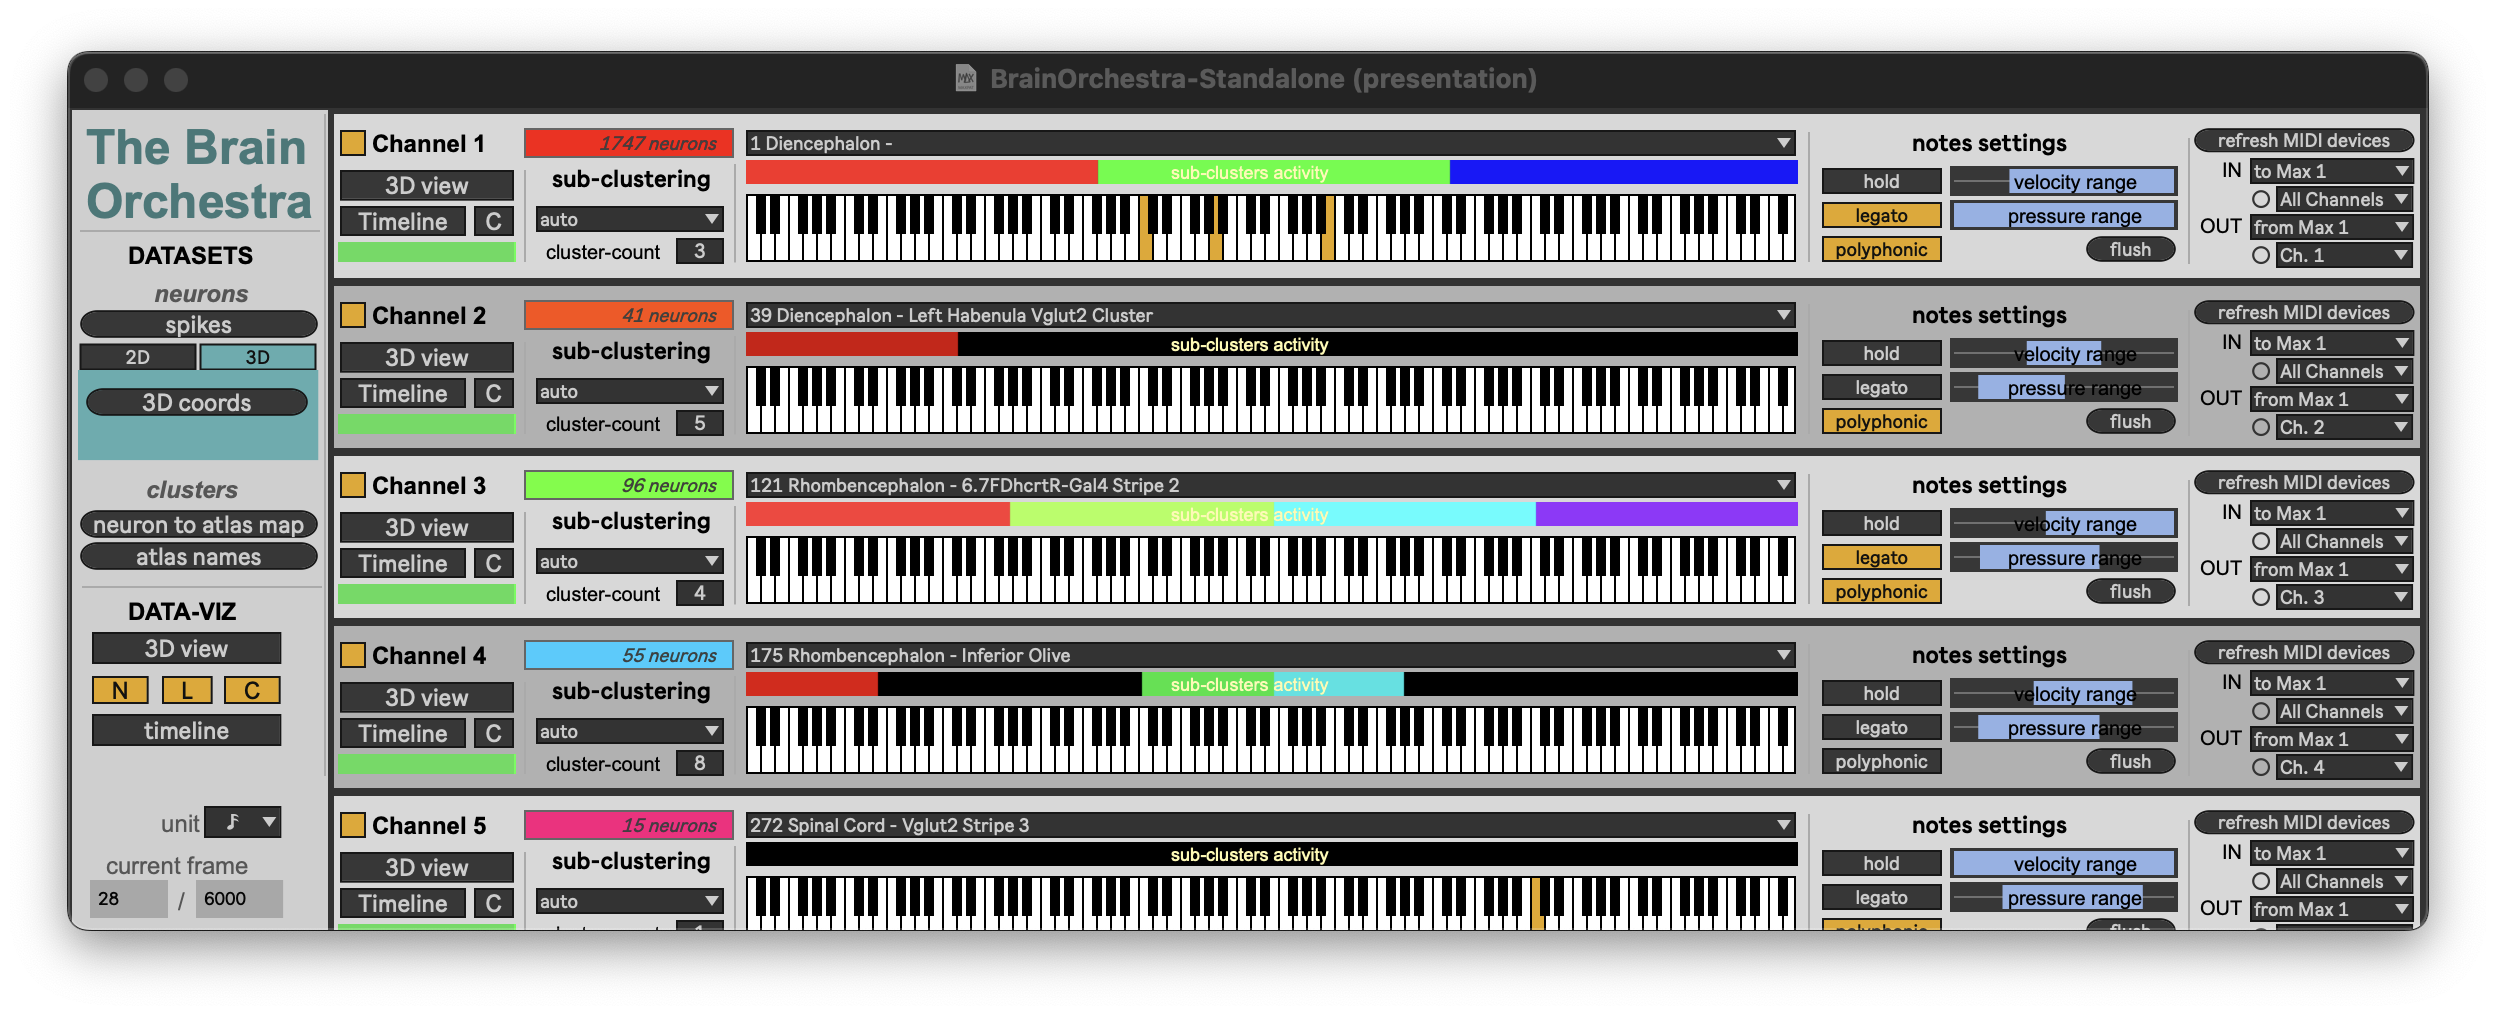 BrainOrchestra-Standalone (presentation)
The Brain
Orchestra
DATASETS
neurons
spikes
2D 3D
3D coords
clusters
neuron to atlas map
atlas names
DATA-VIZ
3D view
N L C
timeline
unit
current frame
28 / 6000
Channel 1
1747 neurons
1 Diencephalon -
3D view
sub-clustering
sub-clusters activity
Timeline C
auto
cluster-count 3
notes settings
hold
velocity range
legato
pressure range
polyphonic
flush
refresh MIDI devices
IN to Max 1
All Channels
OUT from Max 1
Ch. 1
Channel 2
41 neurons
39 Diencephalon - Left Habenula Vglut2 Cluster
3D view
sub-clustering
sub-clusters activity
Timeline C
auto
cluster-count 5
notes settings
hold
velocity range
legato
pressure range
polyphonic
flush
refresh MIDI devices
IN to Max 1
All Channels
OUT from Max 1
Ch. 2
Channel 3
96 neurons
121 Rhombencephalon - 6.7FDhcrtR-Gal4 Stripe 2
3D view
sub-clustering
sub-clusters activity
Timeline C
auto
cluster-count 4
notes settings
hold
velocity range
legato
pressure range
polyphonic
flush
refresh MIDI devices
IN to Max 1
All Channels
OUT from Max 1
Ch. 3
Channel 4
55 neurons
175 Rhombencephalon - Inferior Olive
3D view
sub-clustering
sub-clusters activity
Timeline C
auto
cluster-count 8
notes settings
hold
velocity range
legato
pressure range
polyphonic
flush
refresh MIDI devices
IN to Max 1
All Channels
OUT from Max 1
Ch. 4
Channel 5
15 neurons
272 Spinal Cord - Vglut2 Stripe 3
3D view
sub-clustering
sub-clusters activity
Timeline C
auto
notes settings
hold
velocity range
legato
pressure range
polyphonic
flush
refresh MIDI devices
IN to Max 1
All Channels
OUT from Max 1